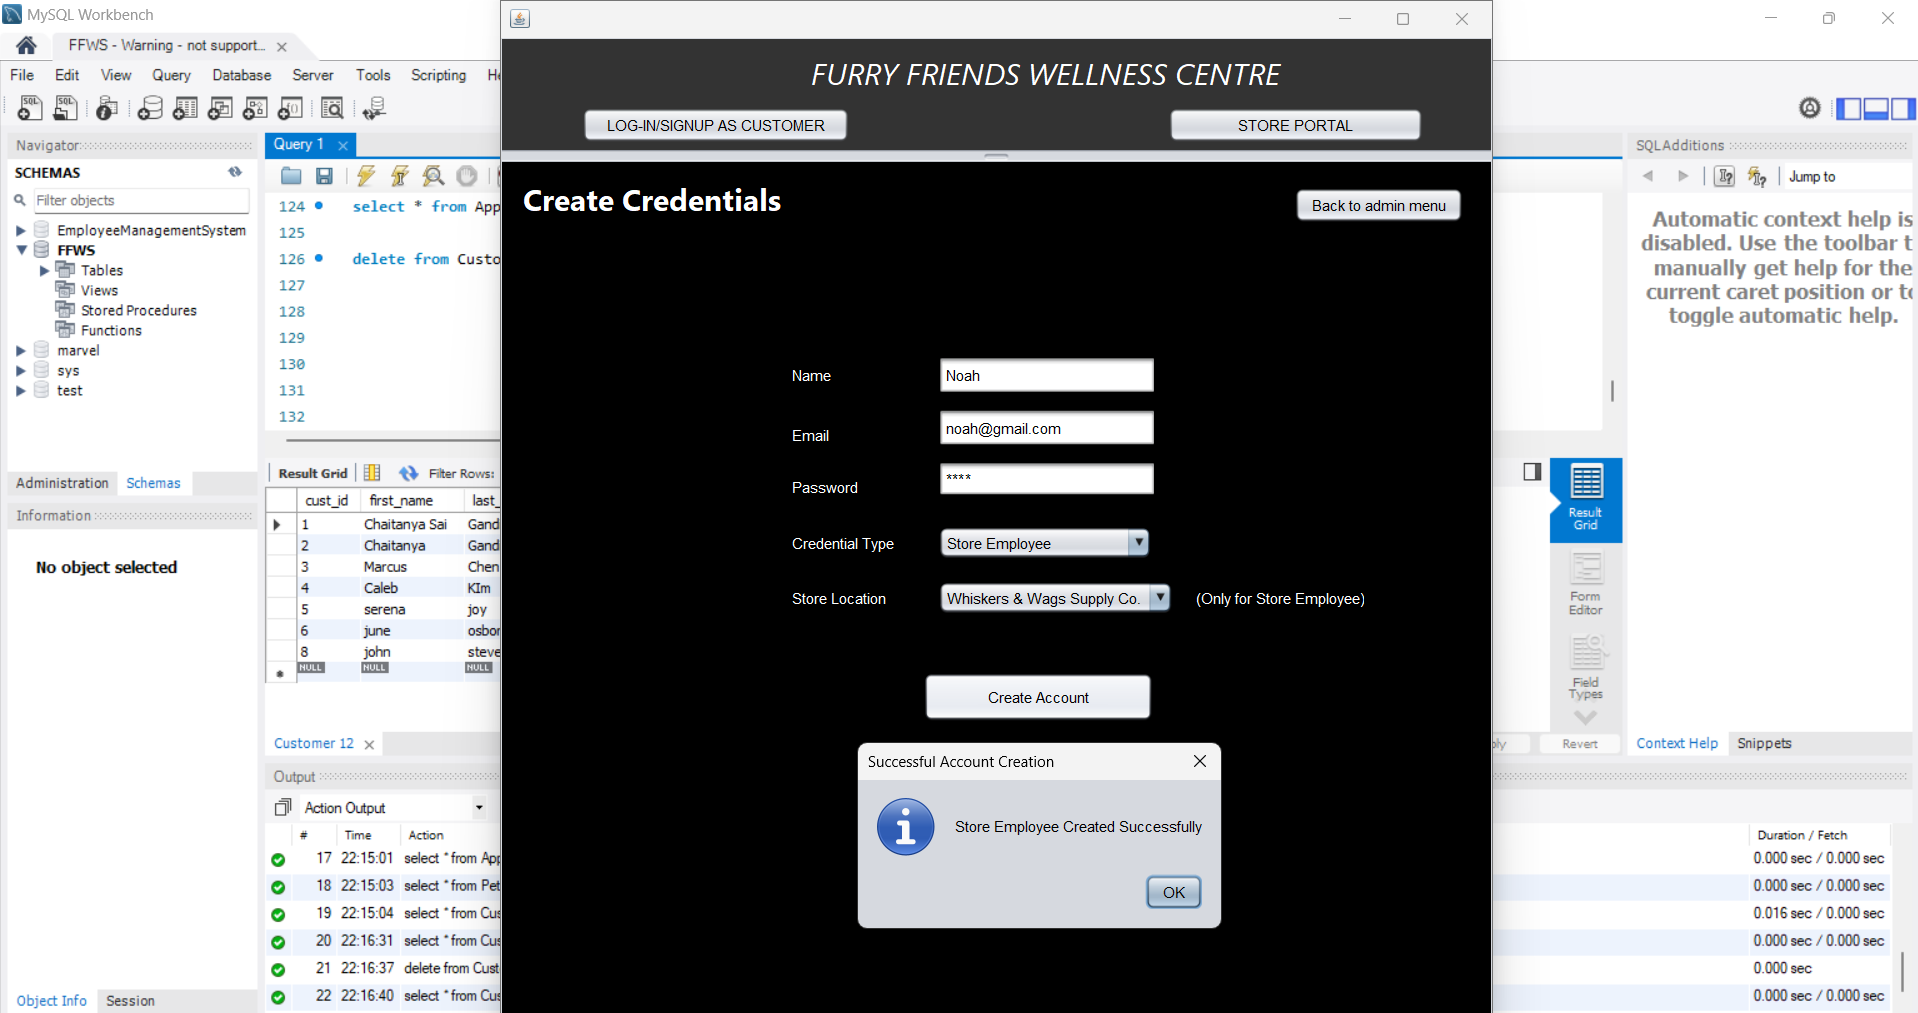 MySQL Workbench
FFWS - Warning - not support...
File Edit View Query Database Server Tools Scripting
Navigator
SCHEMAS
Filter objects
EmployeeManagementSystem
FFWS
Tables
Views
Stored Procedures
Functions
marvel
sys
test
Administration Schemas
Information
No object selected
Object Info Session
Query 1
124 select * from App
125
126 delete from Custo
127
128
129
130
131
132
Result Grid Filter Rows:
cust_id first_name last_
1 Chaitanya Sai Gand
2 Chaitanya Gand
3 Marcus Chen
4 Caleb KIm
5 serena joy
6 june osbor
8 john steve
NULL NULL NULL
Customer 12
Output
Action Output
# Time Action
17 22:15:01 select * from App
18 22:15:03 select * from Pet
19 22:15:04 select * from Cus
20 22:16:31 select * from Cus
21 22:16:37 delete from Cust
22 22:16:40 select * from Cus
FURRY FRIENDS WELLNESS CENTRE
LOG-IN/SIGNUP AS CUSTOMER
STORE PORTAL
Create Credentials
Back to admin menu
Name Noah
Email noah@gmail.com
Password ****
Credential Type Store Employee
Store Location Whiskers & Wags Supply Co. (Only for Store Employee)
Create Account
Successful Account Creation
Store Employee Created Successfully
OK
Result
Grid
Form
Editor
Field
Types
Revert
Duration / Fetch
0.000 sec / 0.000 sec
0.000 sec / 0.000 sec
0.016 sec / 0.000 sec
0.000 sec / 0.000 sec
0.000 sec
0.000 sec / 0.000 sec
SQLAdditions
Jump to
Automatic context help is
disabled. Use the toolbar t
manually get help for the
current caret position or to
toggle automatic help.
Context Help Snippets